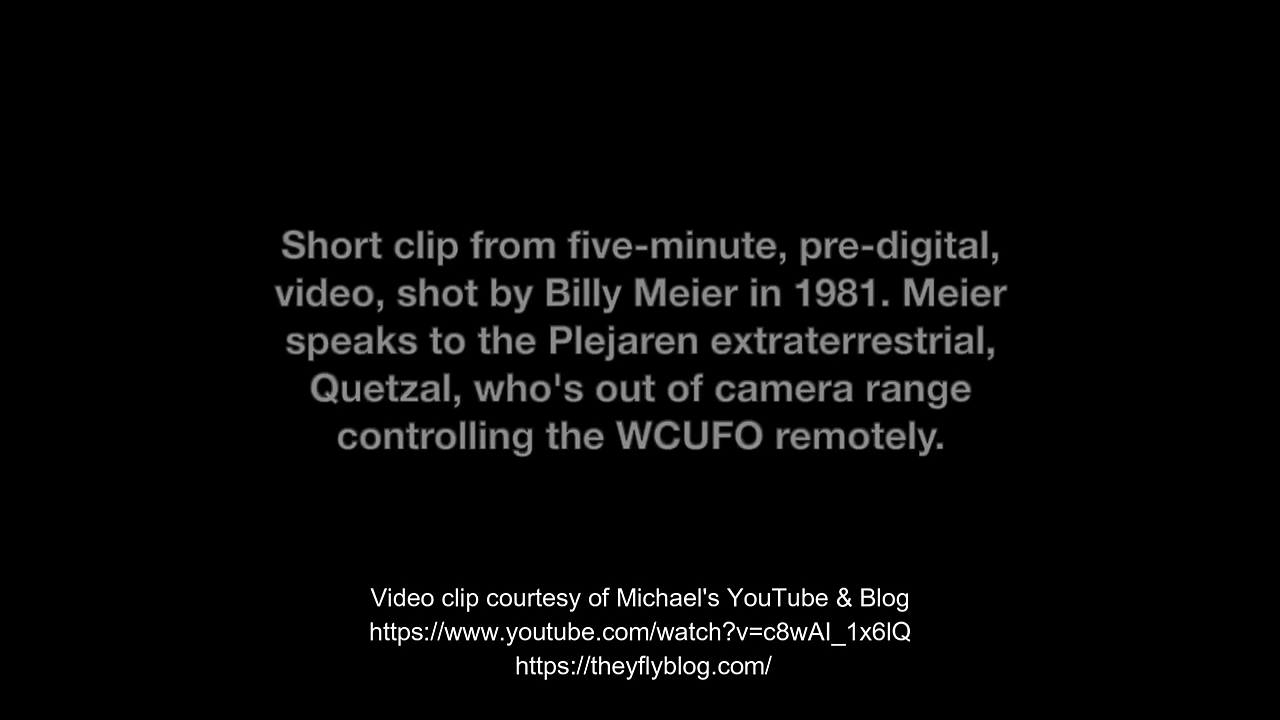 Short clip from five-minute, pre-digital,
video, shot by Billy Meier in 1981. Meier
speaks to the Plejaren extraterrestrial,
Quetzal, who's out of camera range
controlling the WCUFO remotely.
Video clip courtesy of Michael's YouTube & Blog
https://www.youtube.com/watch?v=c8wAI_1x6lQ
https://theyflyblog.com/